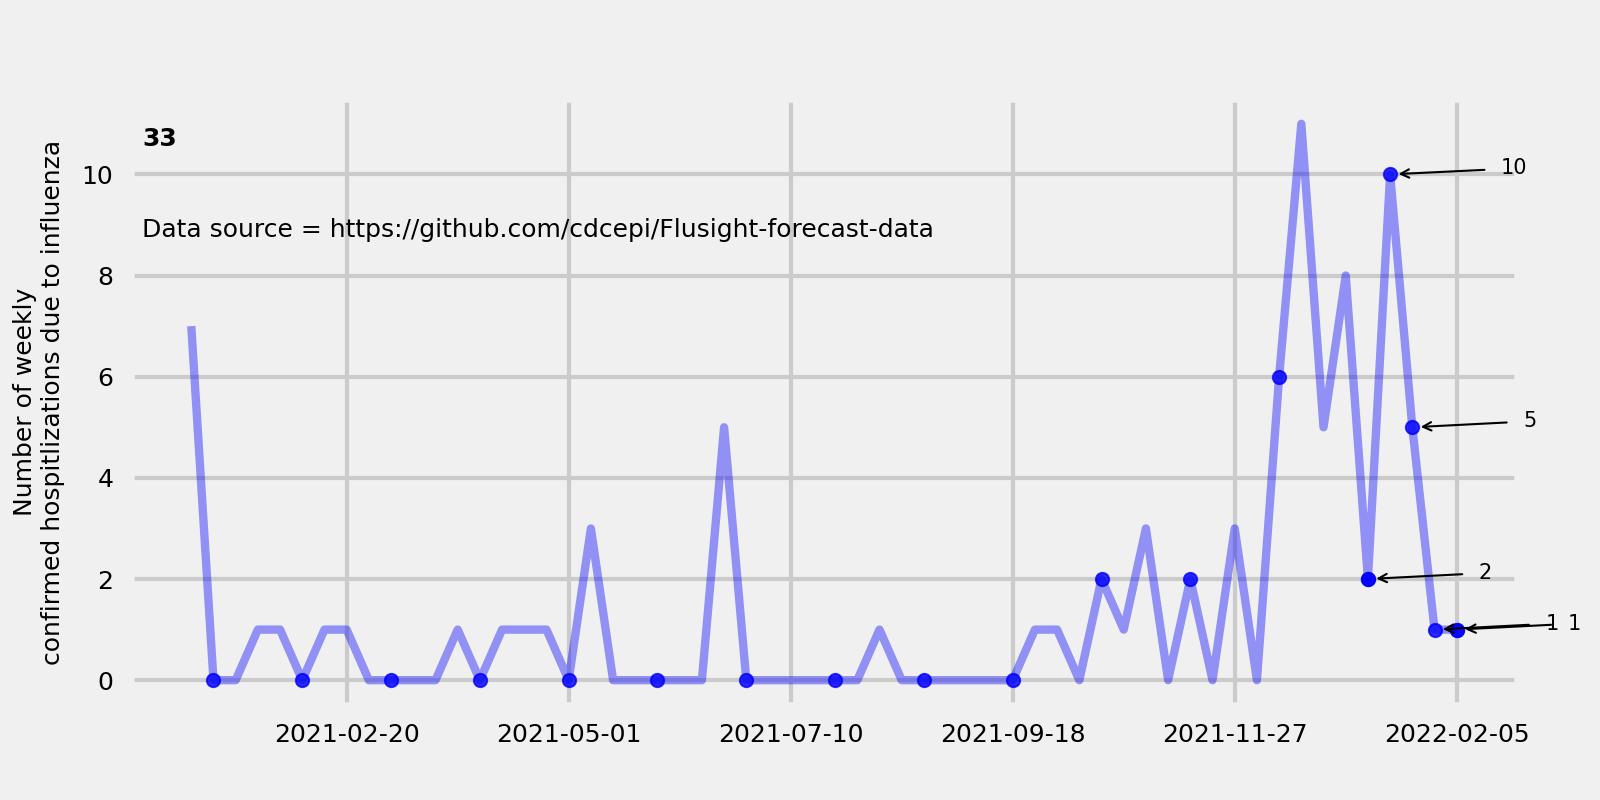 33
Data source = https://github.com/cdcepi/Flusight-forecast-data
Number of weekly
confirmed hospitlizations due to influenza
10
8
6
4
2
0
10
5
2
1 1
2021-02-20 2021-05-01 2021-07-10 2021-09-18 2021-11-27 2022-02-05